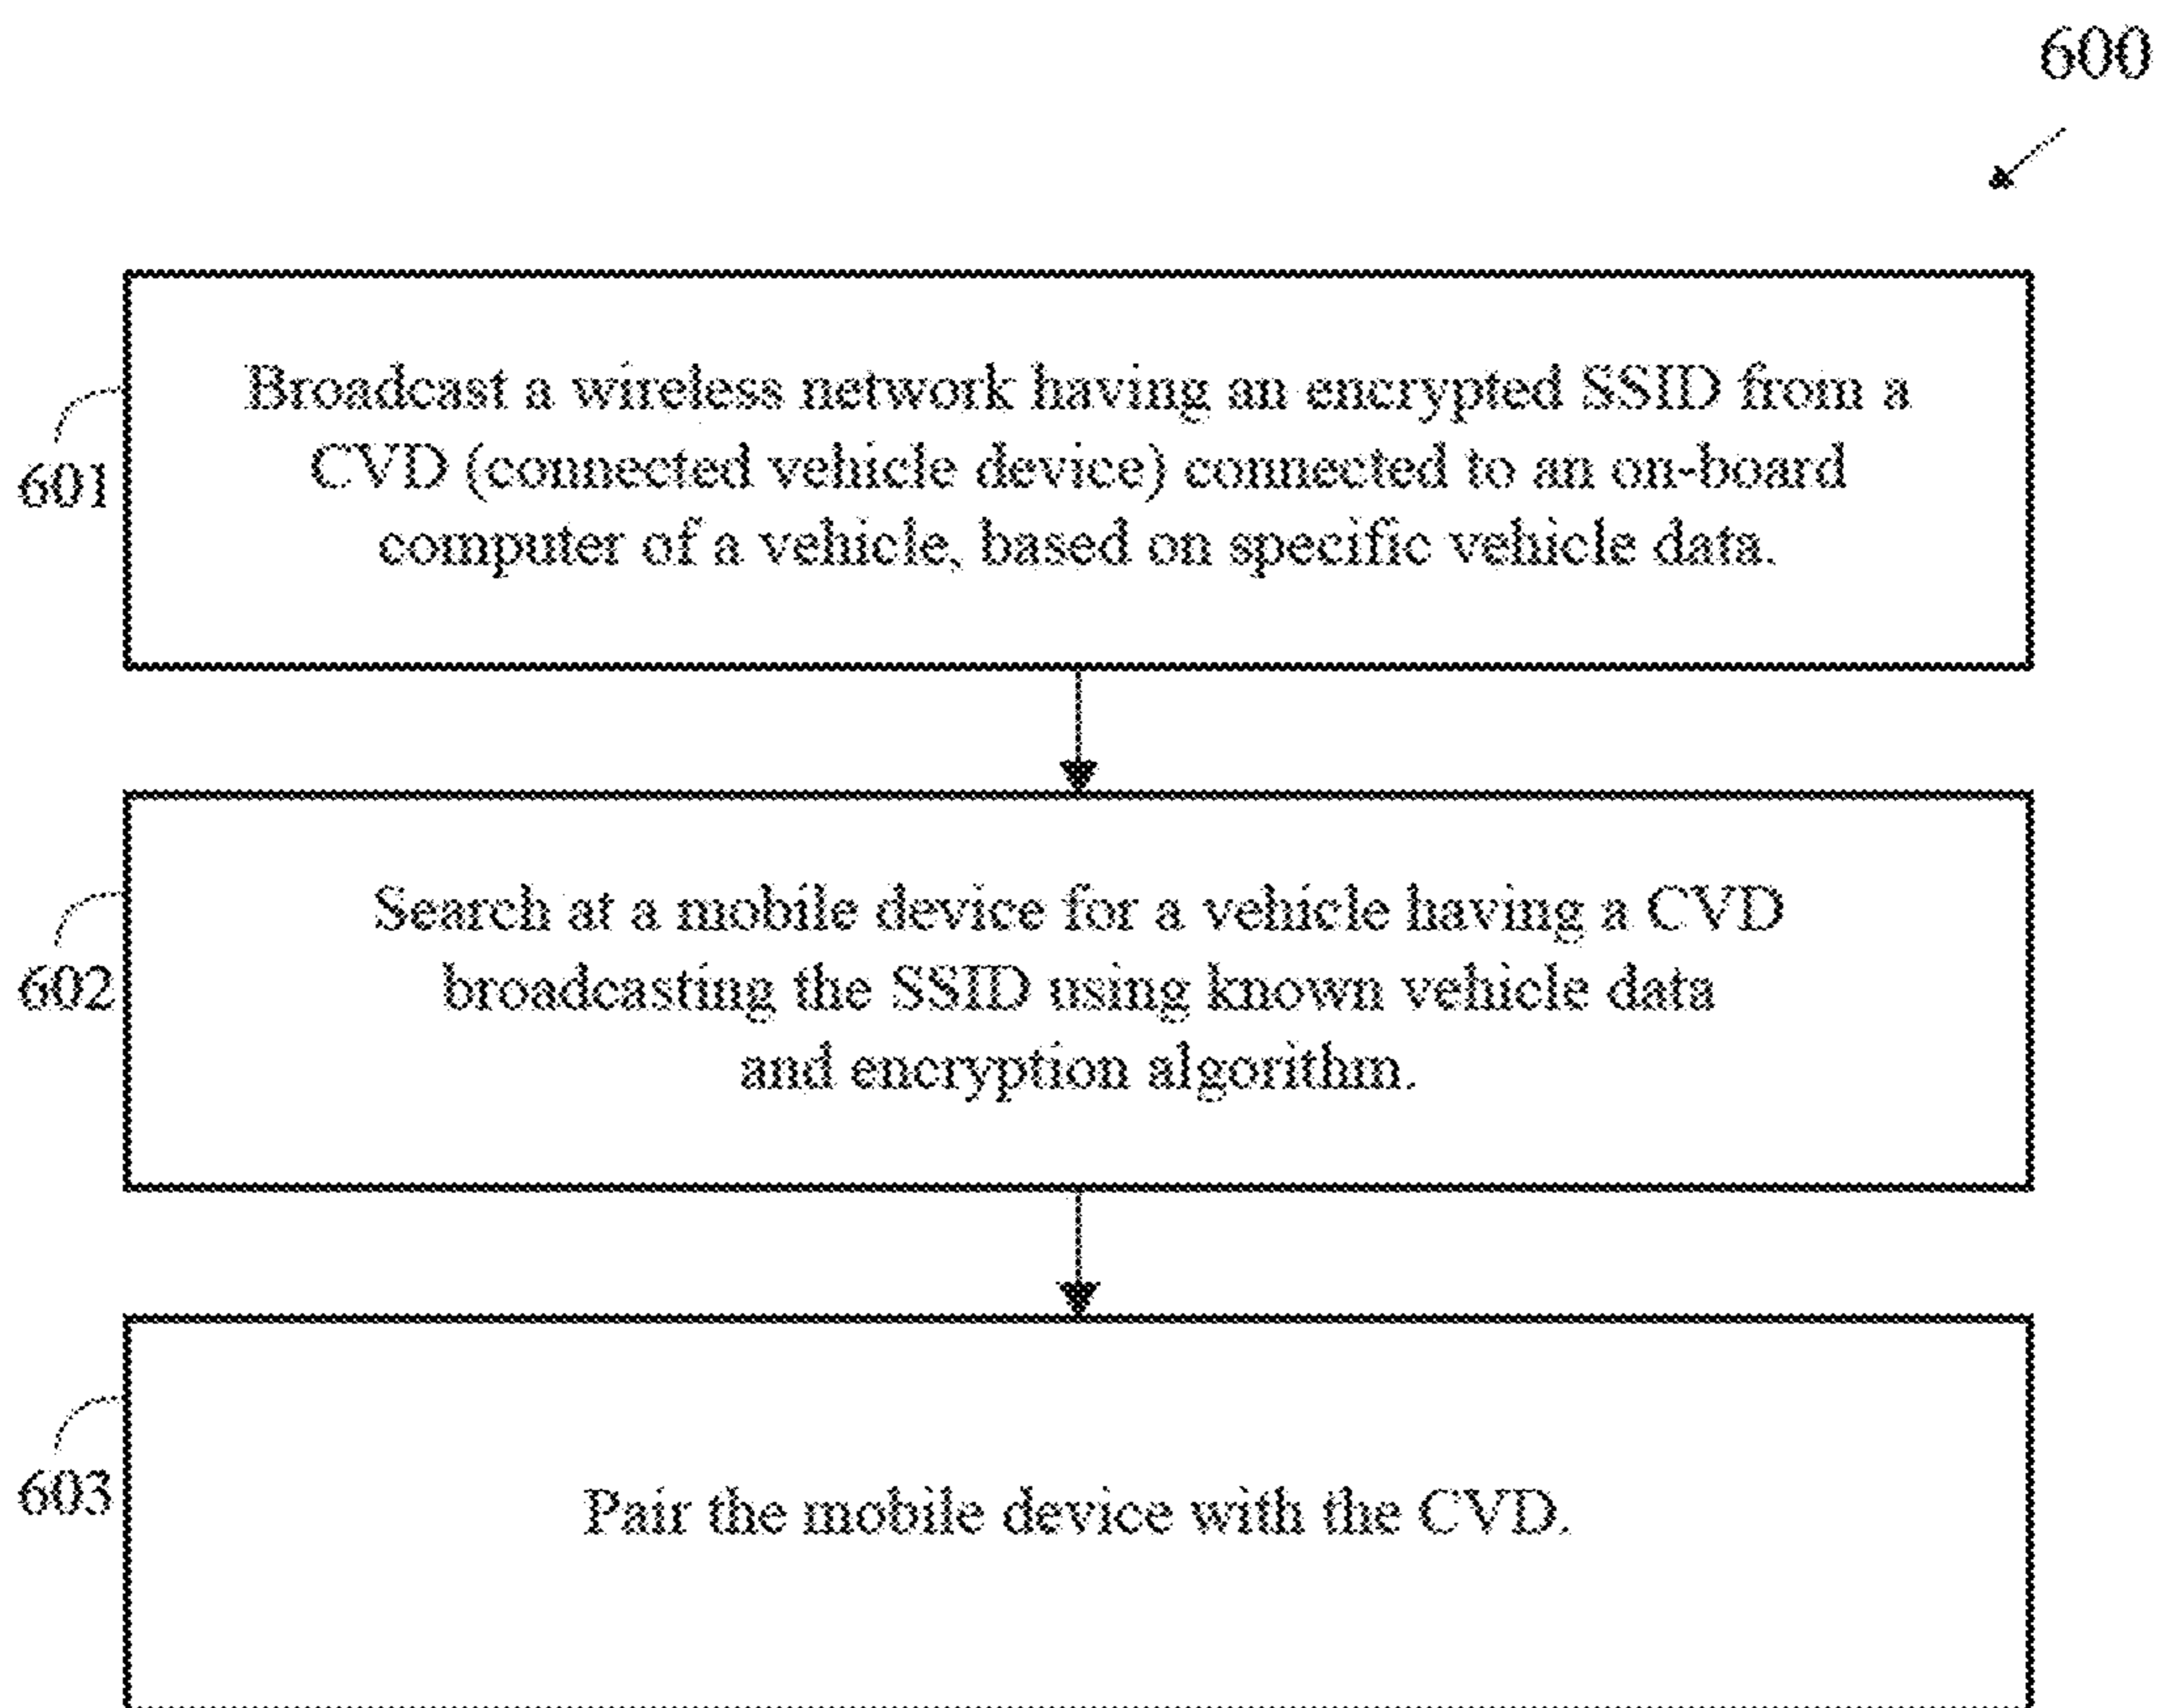 600
Broadcast a wireless network having an encrypted SSID from a
CVD (connected vehicle device) connected to an on-board
computer of a vehicle, based on specific vehicle data.
601
Search at a mobile device for a vehicle having a CVD
broadcasting the SSID using known vehicle data
and encryption algorithm.
602
Pair the mobile device with the CVD.
603